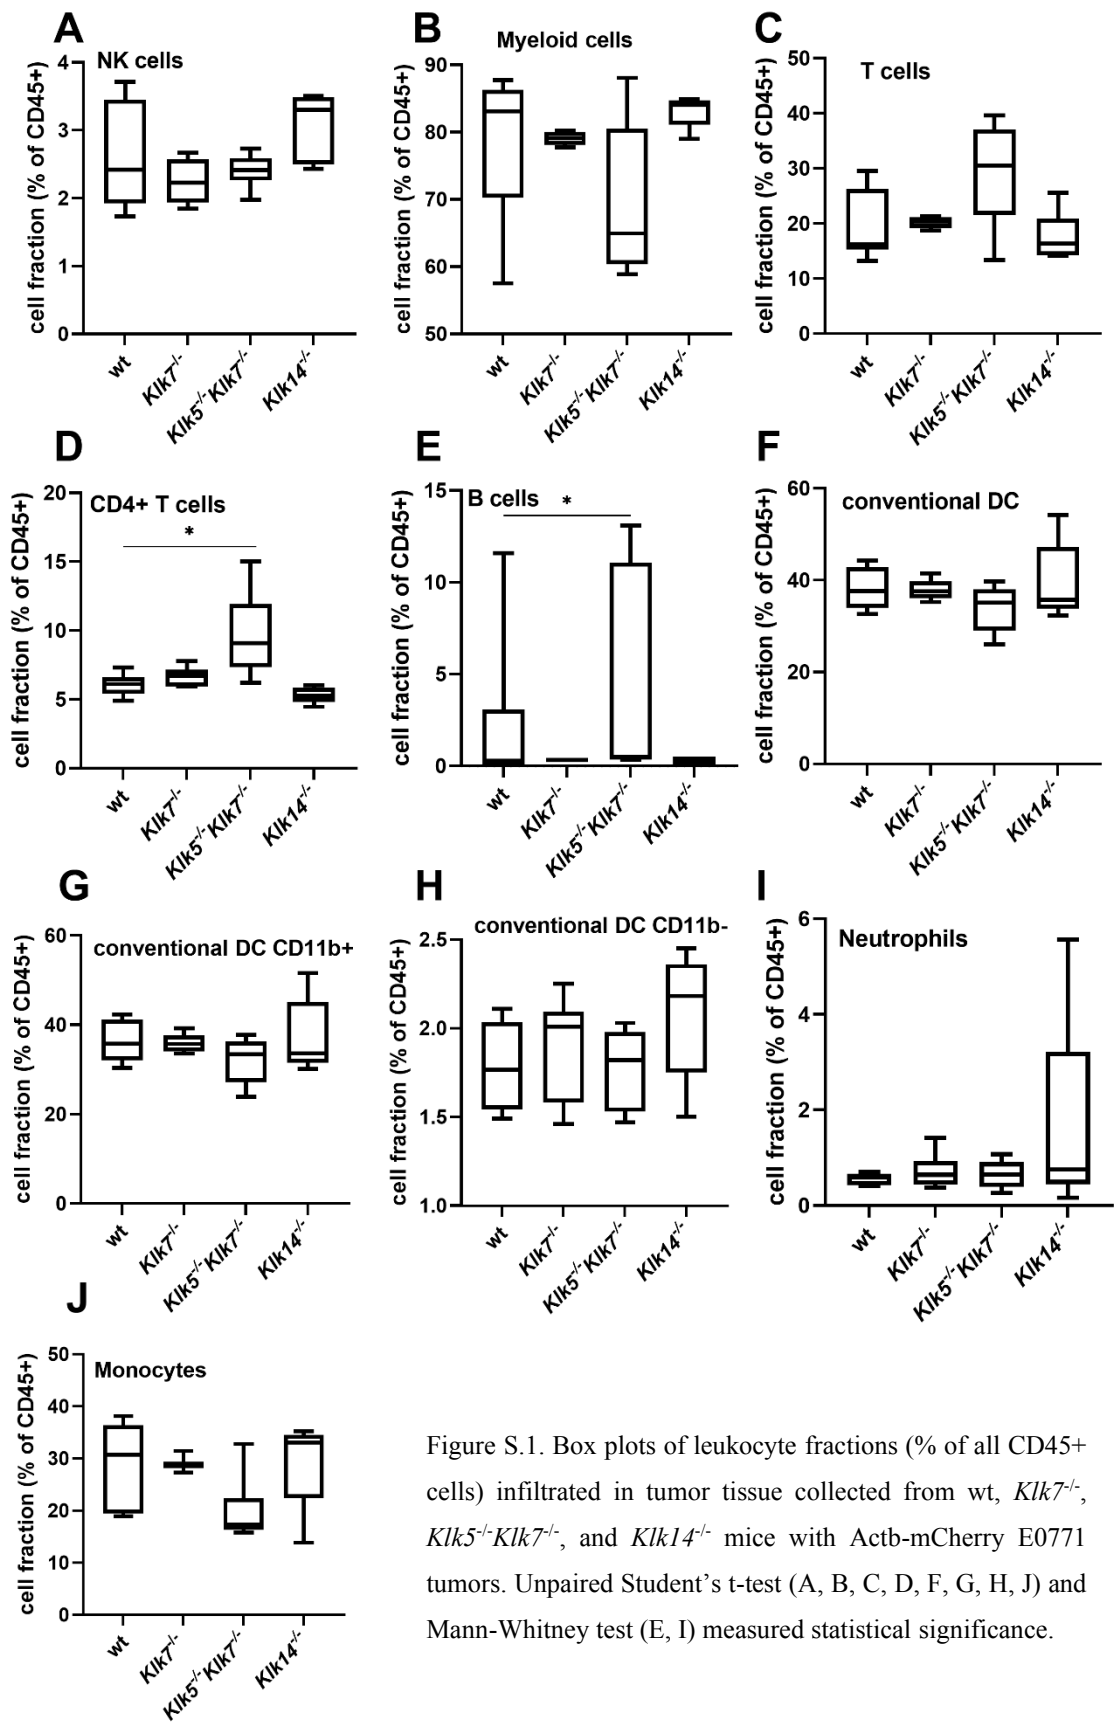 A
NK cells
cell fraction (% of CD45+)
4
3
2
1
0
wt
Klk7-/-
Klk5-/-Klk7-/-
Klk14-/-
B
Myeloid cells
cell fraction (% of CD45+)
90
80
70
60
50
wt
Klk7-/-
Klk5-/-Klk7-/-
Klk14-/-
C
T cells
cell fraction (% of CD45+)
50
40
30
20
10
0
wt
Klk7-/-
Klk5-/-Klk7-/-
Klk14-/-
D
CD4+ T cells
*
cell fraction (% of CD45+)
20
15
10
5
0
wt
Klk7-/-
Klk5-/-Klk7-/-
Klk14-/-
E
B cells
*
cell fraction (% of CD45+)
15
10
5
0
wt
Klk7-/-
Klk5-/-Klk7-/-
Klk14-/-
F
conventional DC
cell fraction (% of CD45+)
60
40
20
0
wt
Klk7-/-
Klk5-/-Klk7-/-
Klk14-/-
G
conventional DC CD11b+
cell fraction (% of CD45+)
60
40
20
0
wt
Klk7-/-
Klk5-/-Klk7-/-
Klk14-/-
H
conventional DC CD11b-
cell fraction (% of CD45+)
2.5
2.0
1.5
1.0
wt
Klk7-/-
Klk5-/-Klk7-/-
Klk14-/-
I
Neutrophils
cell fraction (% of CD45+)
6
4
2
0
wt
Klk7-/-
Klk5-/-Klk7-/-
Klk14-/-
J
Monocytes
cell fraction (% of CD45+)
50
40
30
20
10
0
wt
Klk7-/-
Klk5-/-Klk7-/-
Klk14-/-
Figure S.1. Box plots of leukocyte fractions (% of all CD45+
cells) infiltrated in tumor tissue collected from wt, Klk7-/-,
Klk5-/-Klk7-/-, and Klk14-/- mice with Actb-mCherry E0771
tumors. Unpaired Student’s t-test (A, B, C, D, F, G, H, J) and
Mann-Whitney test (E, I) measured statistical significance.